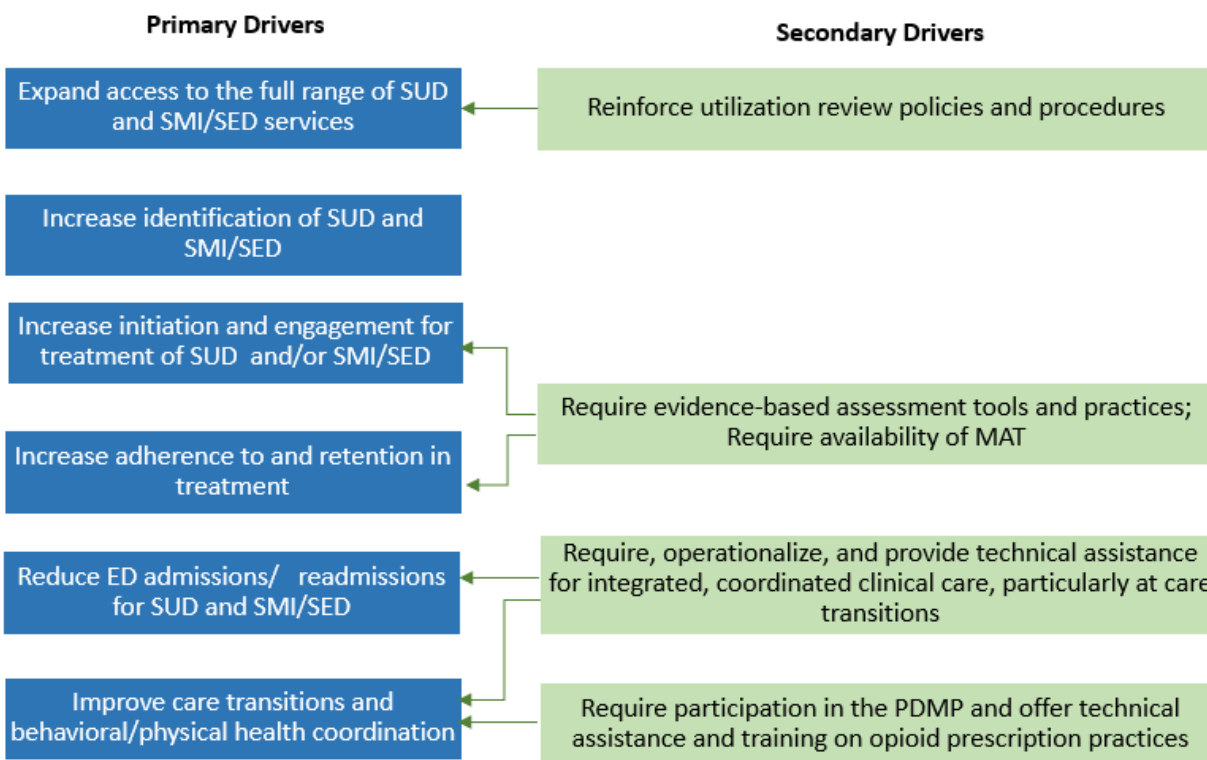 Primary Drivers
Secondary Drivers
Expand access to the full range of SUD
and SMI/SED services
Reinforce utilization review policies and procedures
Increase identification of SUD and
SMI/SED
Increase initiation and engagement for
treatment of SUD and/or SMI/SED
Require evidence-based assessment tools and practices;
Require availability of MAT
Increase adherence to and retention in
treatment
Reduce ED admissions/ readmissions
for SUD and SMI/SED
Require, operationalize, and provide technical assistance
for integrated, coordinated clinical care, particularly at care
transitions
Improve care transitions and
behavioral/physical health coordination
Require participation in the PDMP and offer technical
assistance and training on opioid prescription practices